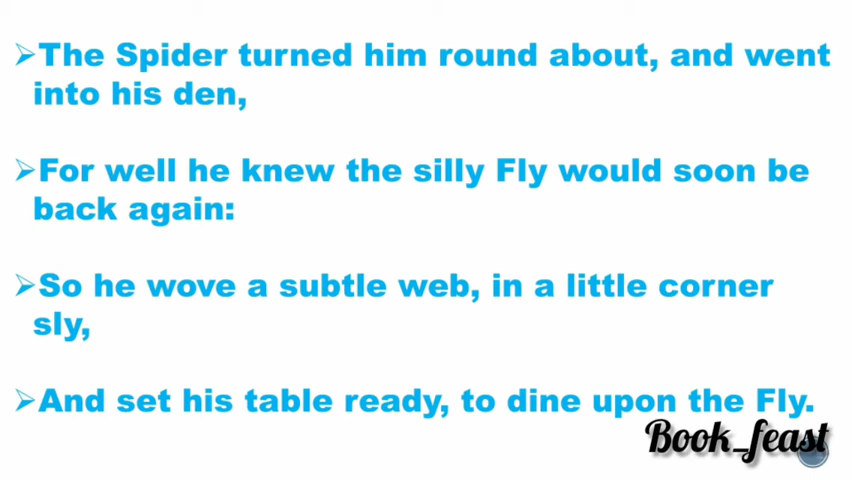 The Spider turned him round about, and went
into his den,
For well he knew the silly Fly would soon be
back again:
So he wove a subtle web, in a little corner
sly,
And set his table ready, to dine upon the Fly.
Book_feast